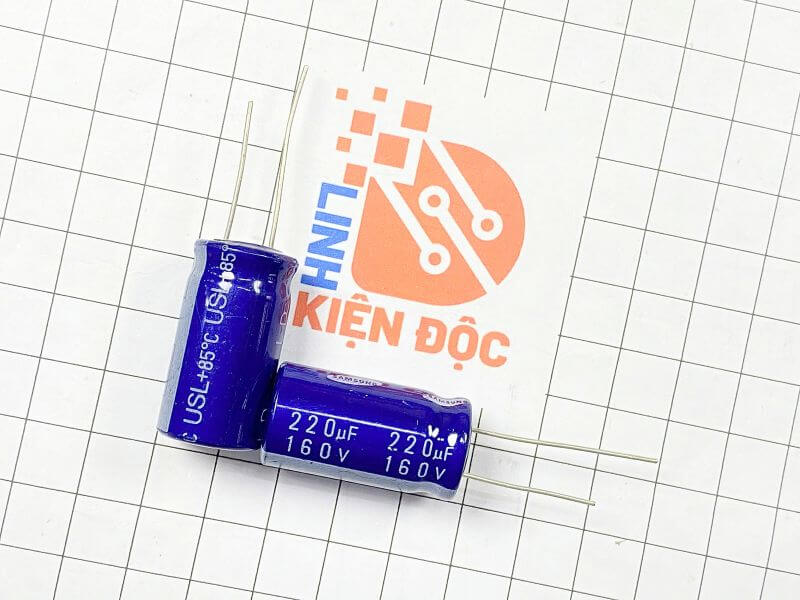 LINH
KIỆN ĐỘC
USL+85°C USL+85°
C
SAMSUNG
SAMSUNG
220µF 220µF
160V 160V